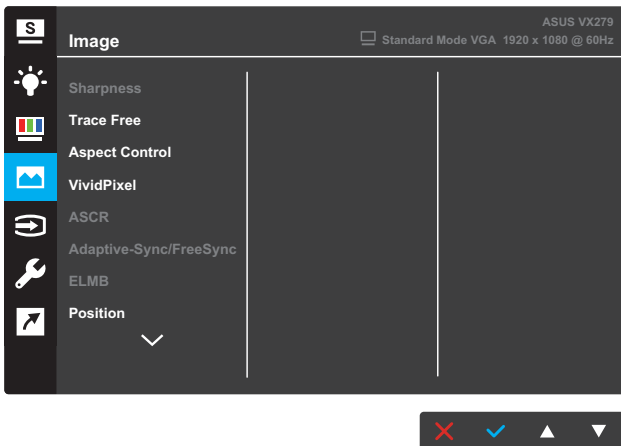 S
ASUS VX279
Image
Standard Mode VGA 1920 x 1080 @ 60Hz
Sharpness
Trace Free
Aspect Control
VividPixel
ASCR
Adaptive-Sync/FreeSync
ELMB
Position